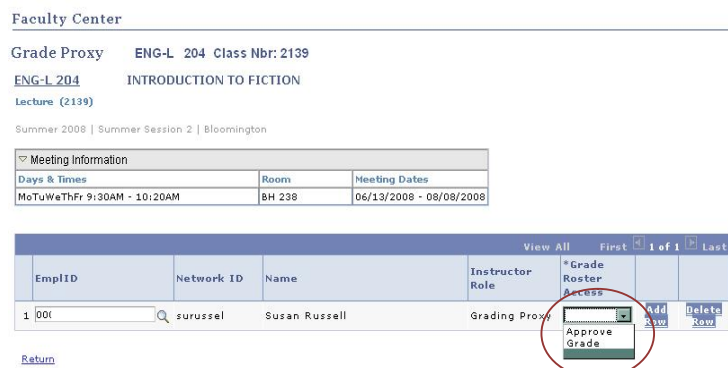 Faculty Center
Grade Proxy ENG-L 204 Class Nbr: 2139
ENG-L 204 INTRODUCTION TO FICTION
Lecture (2139)
Summer 2008 | Summer Session 2 | Bloomington
Meeting Information
Days & Times Room Meeting Dates
MoTuWeThFr 9:30AM - 10:20AM BH 238 06/13/2008 - 08/08/2008
View All First 1 of 1 Last
EmplID Network ID Name Instructor Role *Grade Roster Access
1 00( surussel Susan Russell Grading Proxy Add Row Delete Row
Approve
Grade
Return